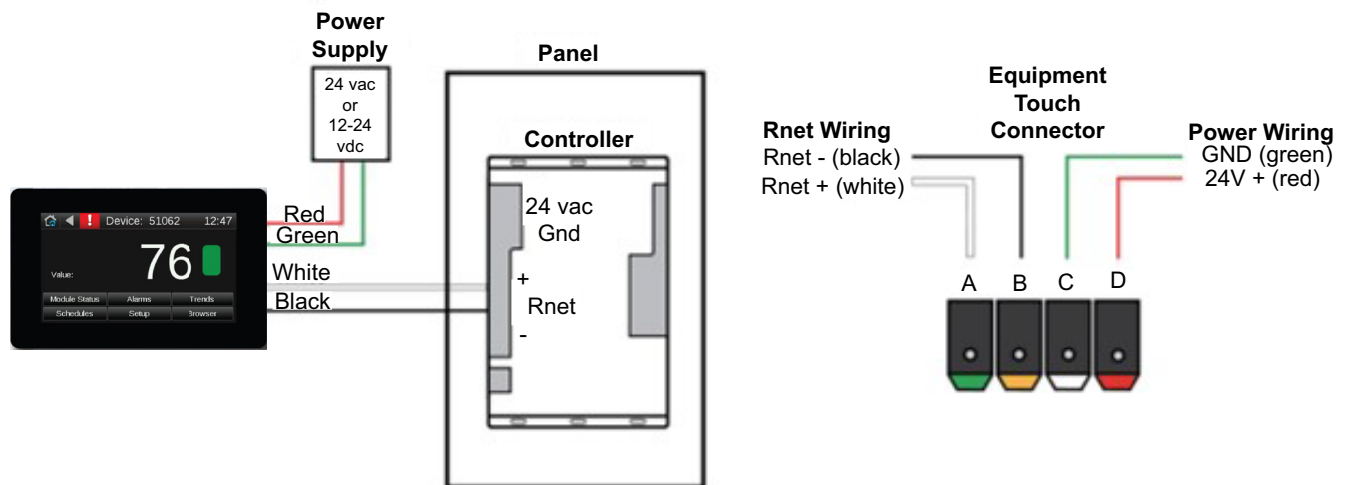 Power
Supply
24 vac
or
12-24
vdc
Panel
Controller
24 vac
Gnd
+
Rnet
-
Red
Green
White
Black
Device: 51062 12:47
Value: 76
Module Status Alarms Trends
Schedules Setup Browser
Equipment
Touch
Connector
Rnet Wiring
Rnet - (black)
Rnet + (white)
Power Wiring
GND (green)
24V + (red)
A B C D